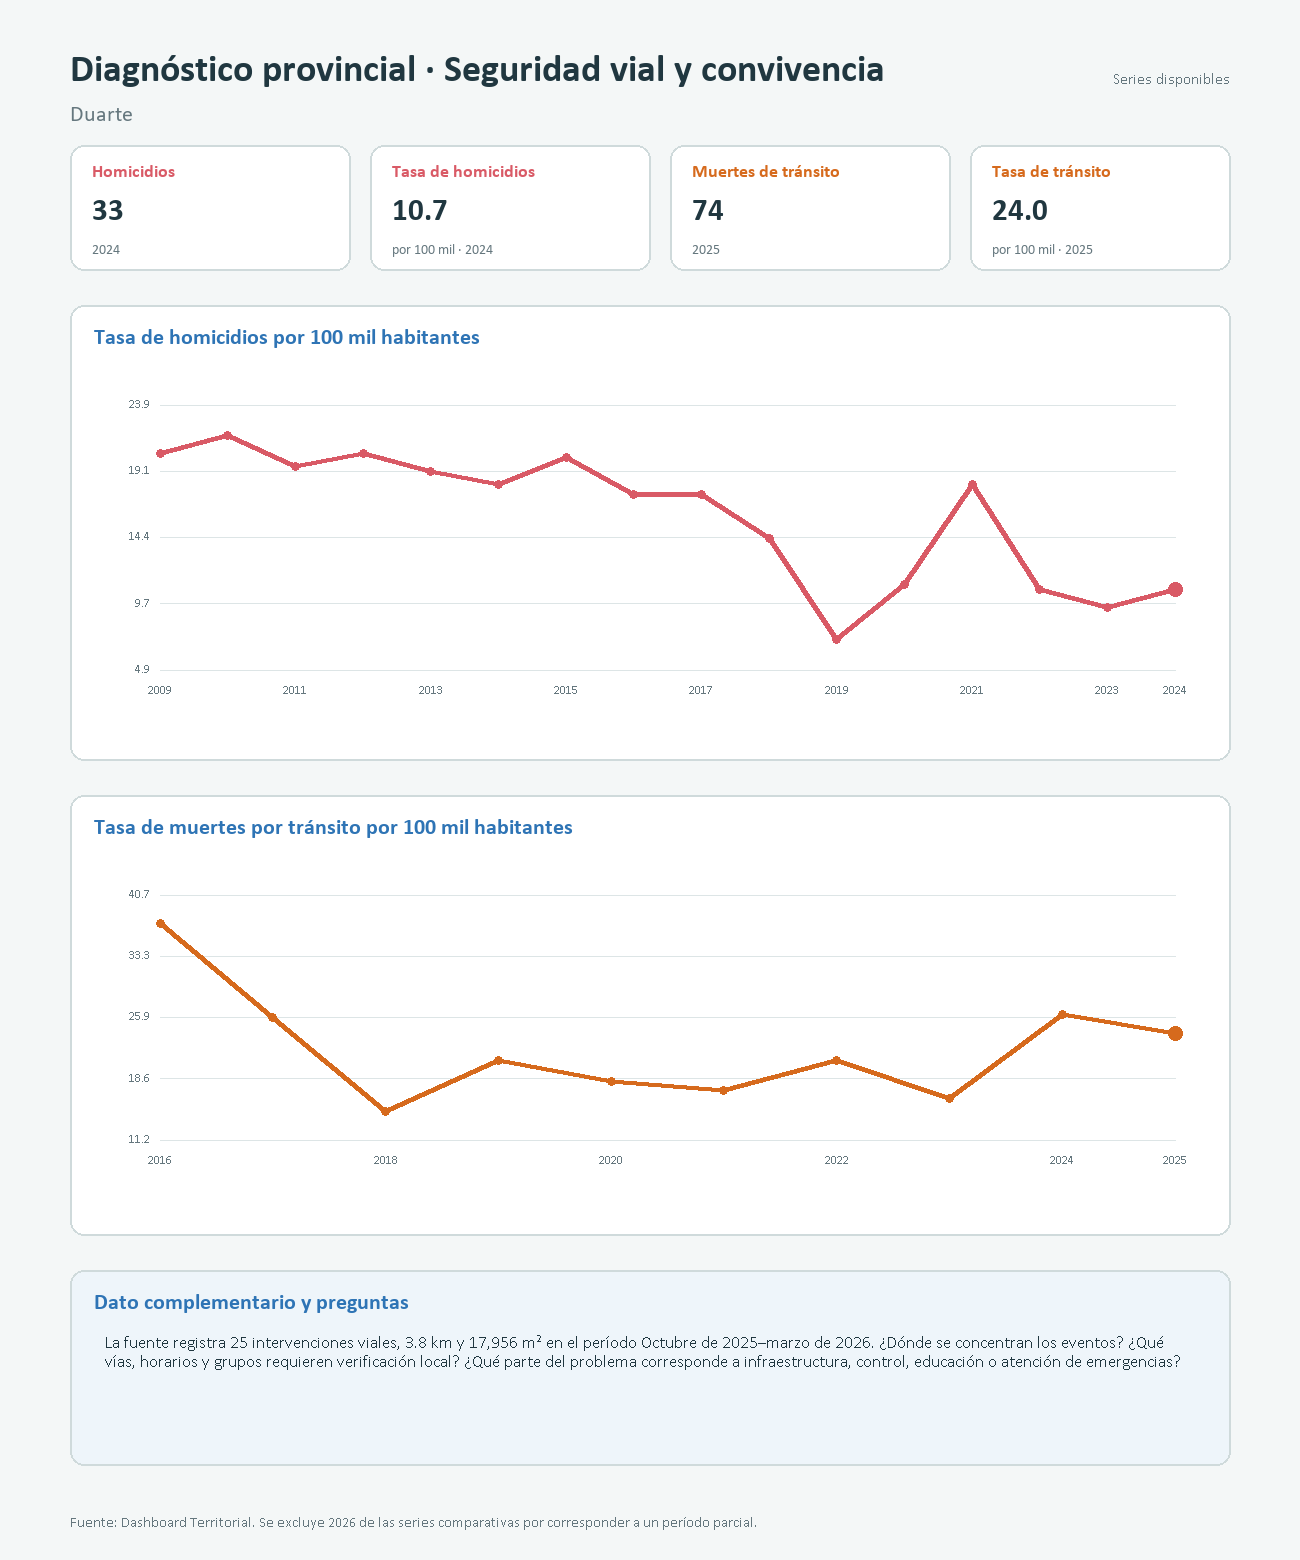 Diagnóstico provincial · Seguridad vial y convivencia
Series disponibles
Duarte
Homicidios
33
2024
Tasa de homicidios
10.7
por 100 mil · 2024
Muertes de tránsito
74
2025
Tasa de tránsito
24.0
por 100 mil · 2025
Tasa de homicidios por 100 mil habitantes
23.9
19.1
14.4
9.7
4.9
2009 2011 2013 2015 2017 2019 2021 2023 2024
Tasa de muertes por tránsito por 100 mil habitantes
40.7
33.3
25.9
18.6
11.2
2016 2018 2020 2022 2024 2025
Dato complementario y preguntas
La fuente registra 25 intervenciones viales, 3.8 km y 17,956 m² en el período Octubre de 2025–marzo de 2026. ¿Dónde se concentran los eventos? ¿Qué
vías, horarios y grupos requieren verificación local? ¿Qué parte del problema corresponde a infraestructura, control, educación o atención de emergencias?
Fuente: Dashboard Territorial. Se excluye 2026 de las series comparativas por corresponder a un período parcial.